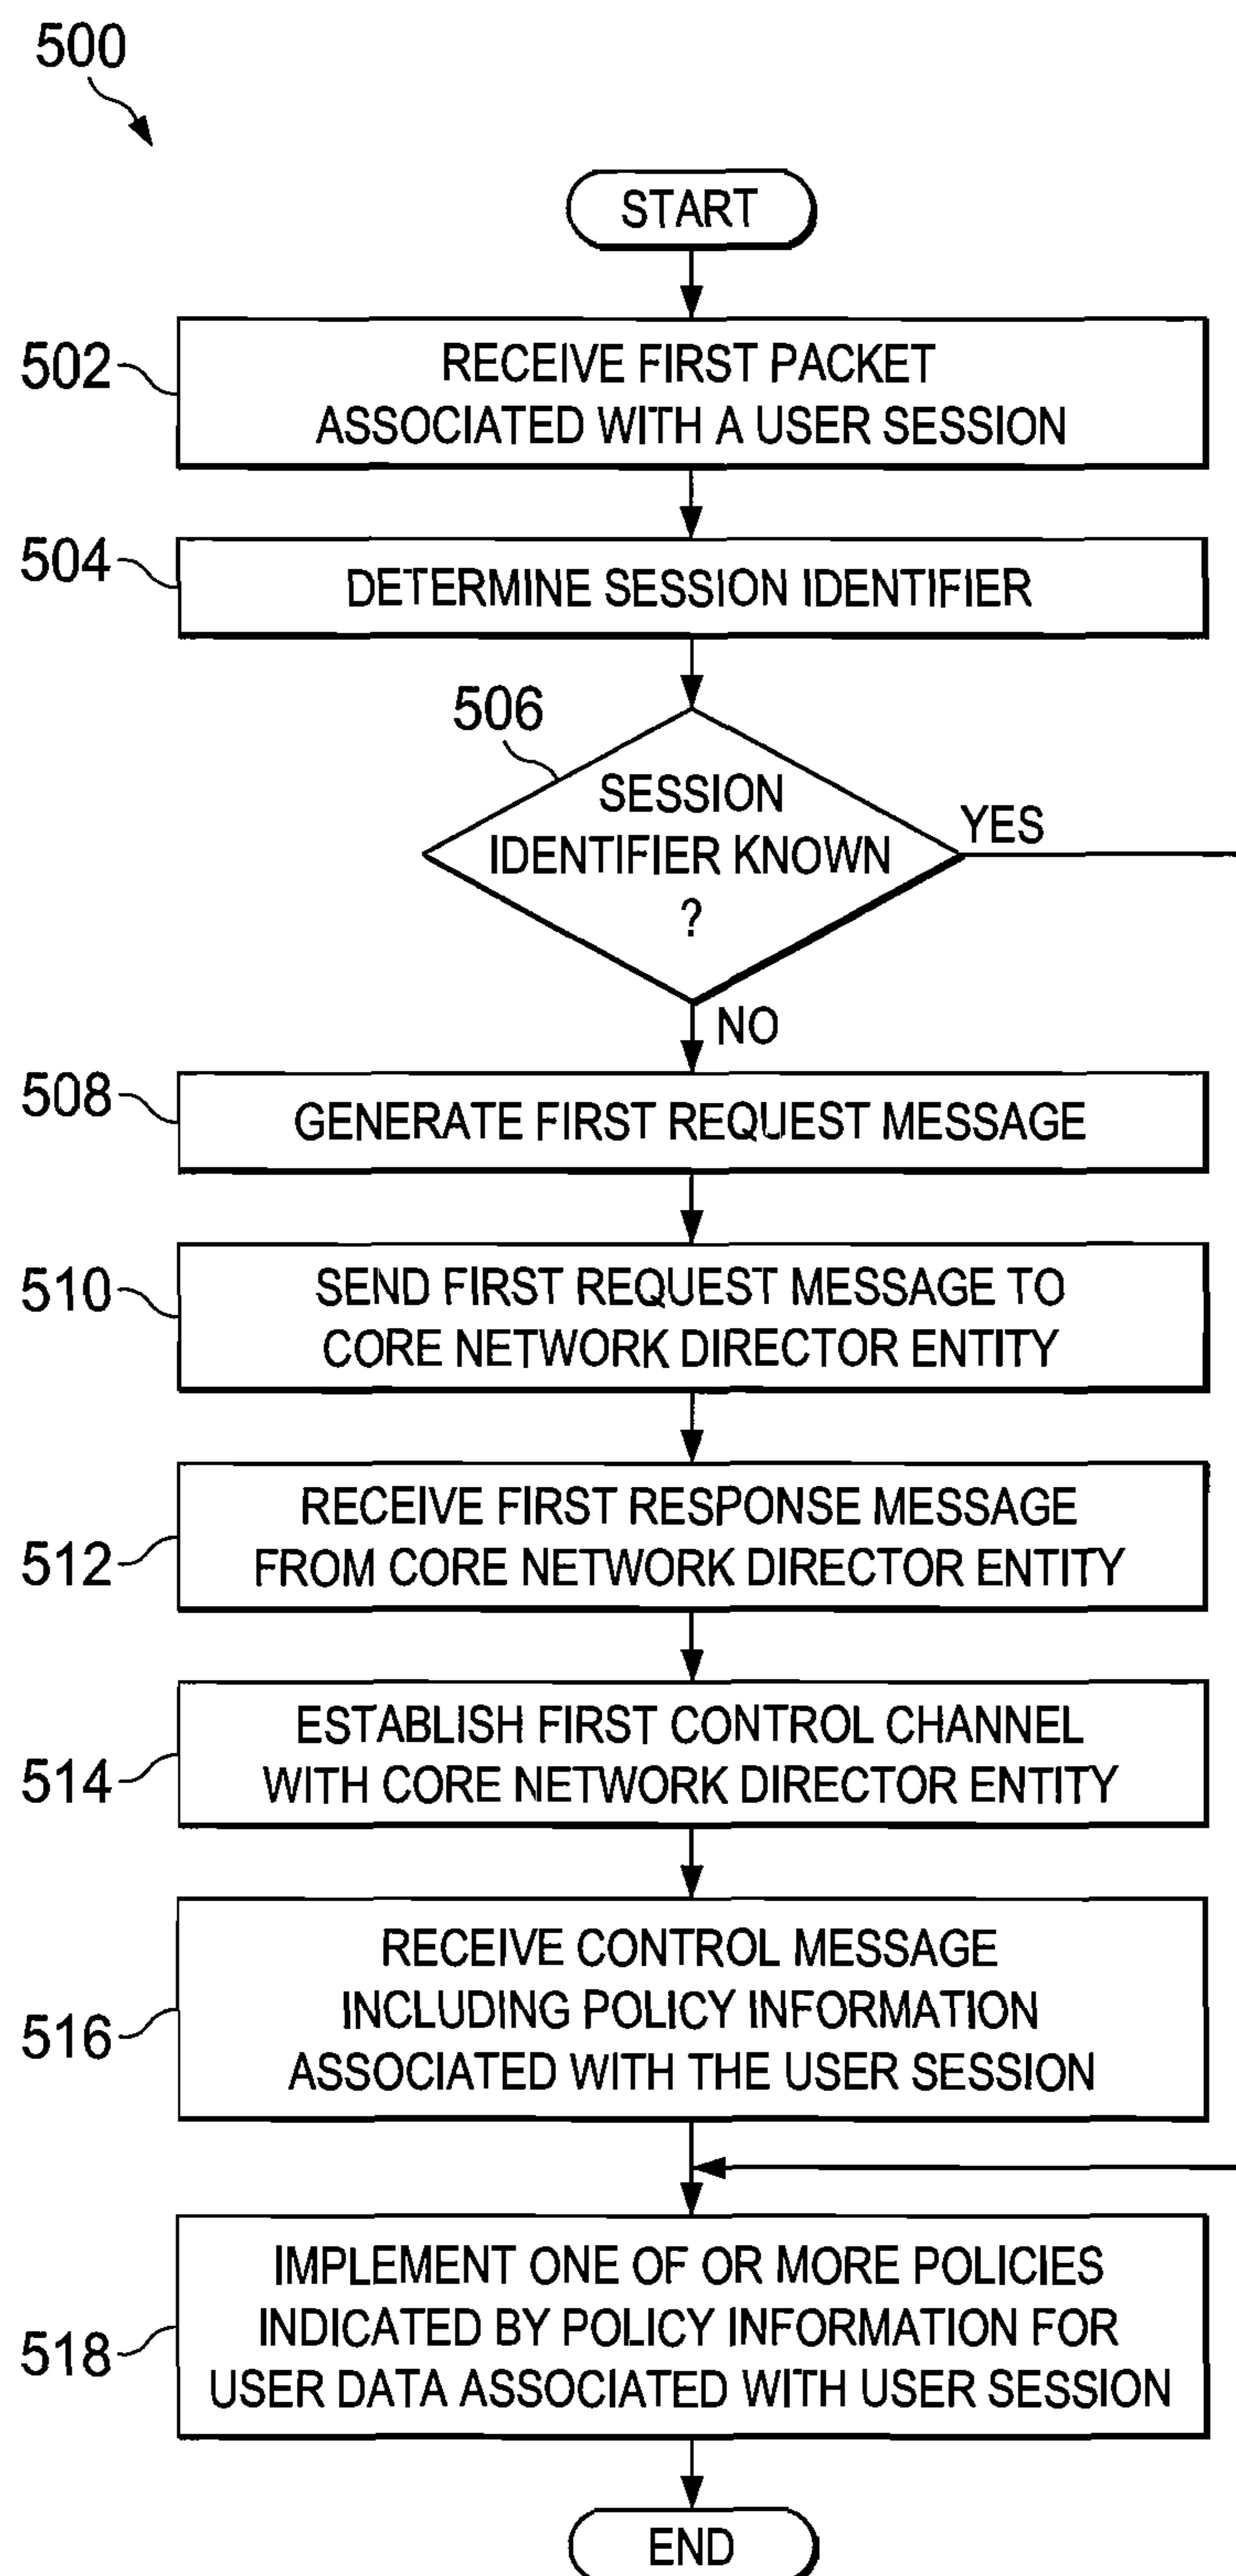 500
START
502
RECEIVE FIRST PACKET
ASSOCIATED WITH A USER SESSION
504
DETERMINE SESSION IDENTIFIER
506
SESSION
IDENTIFIER KNOWN
?
YES
NO
508
GENERATE FIRST REQUEST MESSAGE
510
SEND FIRST REQUEST MESSAGE TO
CORE NETWORK DIRECTOR ENTITY
512
RECEIVE FIRST RESPONSE MESSAGE
FROM CORE NETWORK DIRECTOR ENTITY
514
ESTABLISH FIRST CONTROL CHANNEL
WITH CORE NETWORK DIRECTOR ENTITY
516
RECEIVE CONTROL MESSAGE
INCLUDING POLICY INFORMATION
ASSOCIATED WITH THE USER SESSION
518
IMPLEMENT ONE OF OR MORE POLICIES
INDICATED BY POLICY INFORMATION FOR
USER DATA ASSOCIATED WITH USER SESSION
END